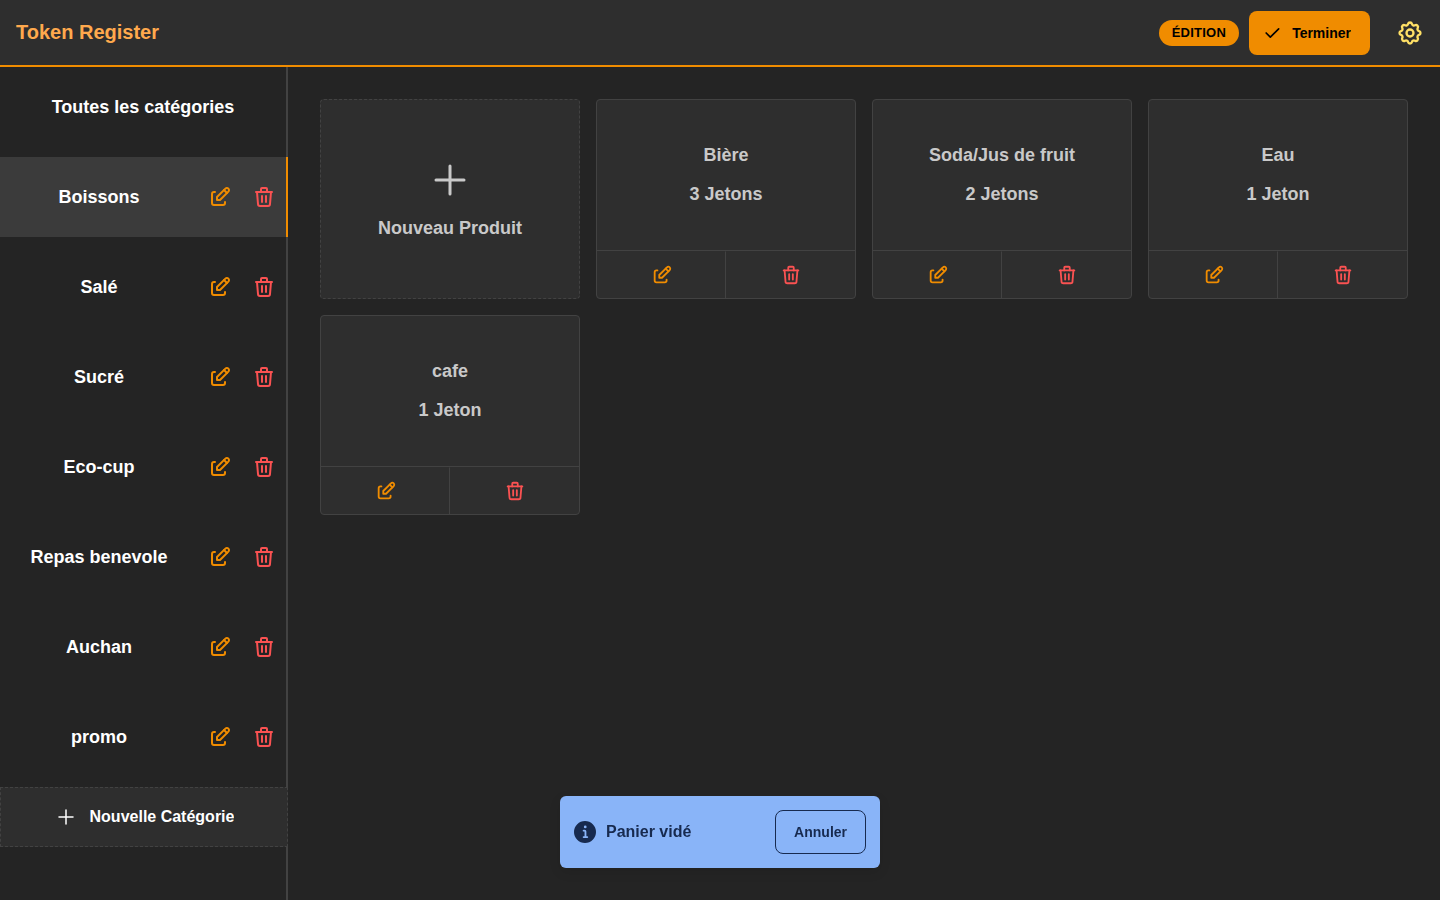 Token Register
ÉDITION
Terminer
Toutes les catégories
Boissons
Salé
Sucré
Eco-cup
Repas benevole
Auchan
promo
Nouvelle Catégorie
Nouveau Produit
Bière
3 Jetons
Soda/Jus de fruit
2 Jetons
Eau
1 Jeton
cafe
1 Jeton
Panier vidé
Annuler